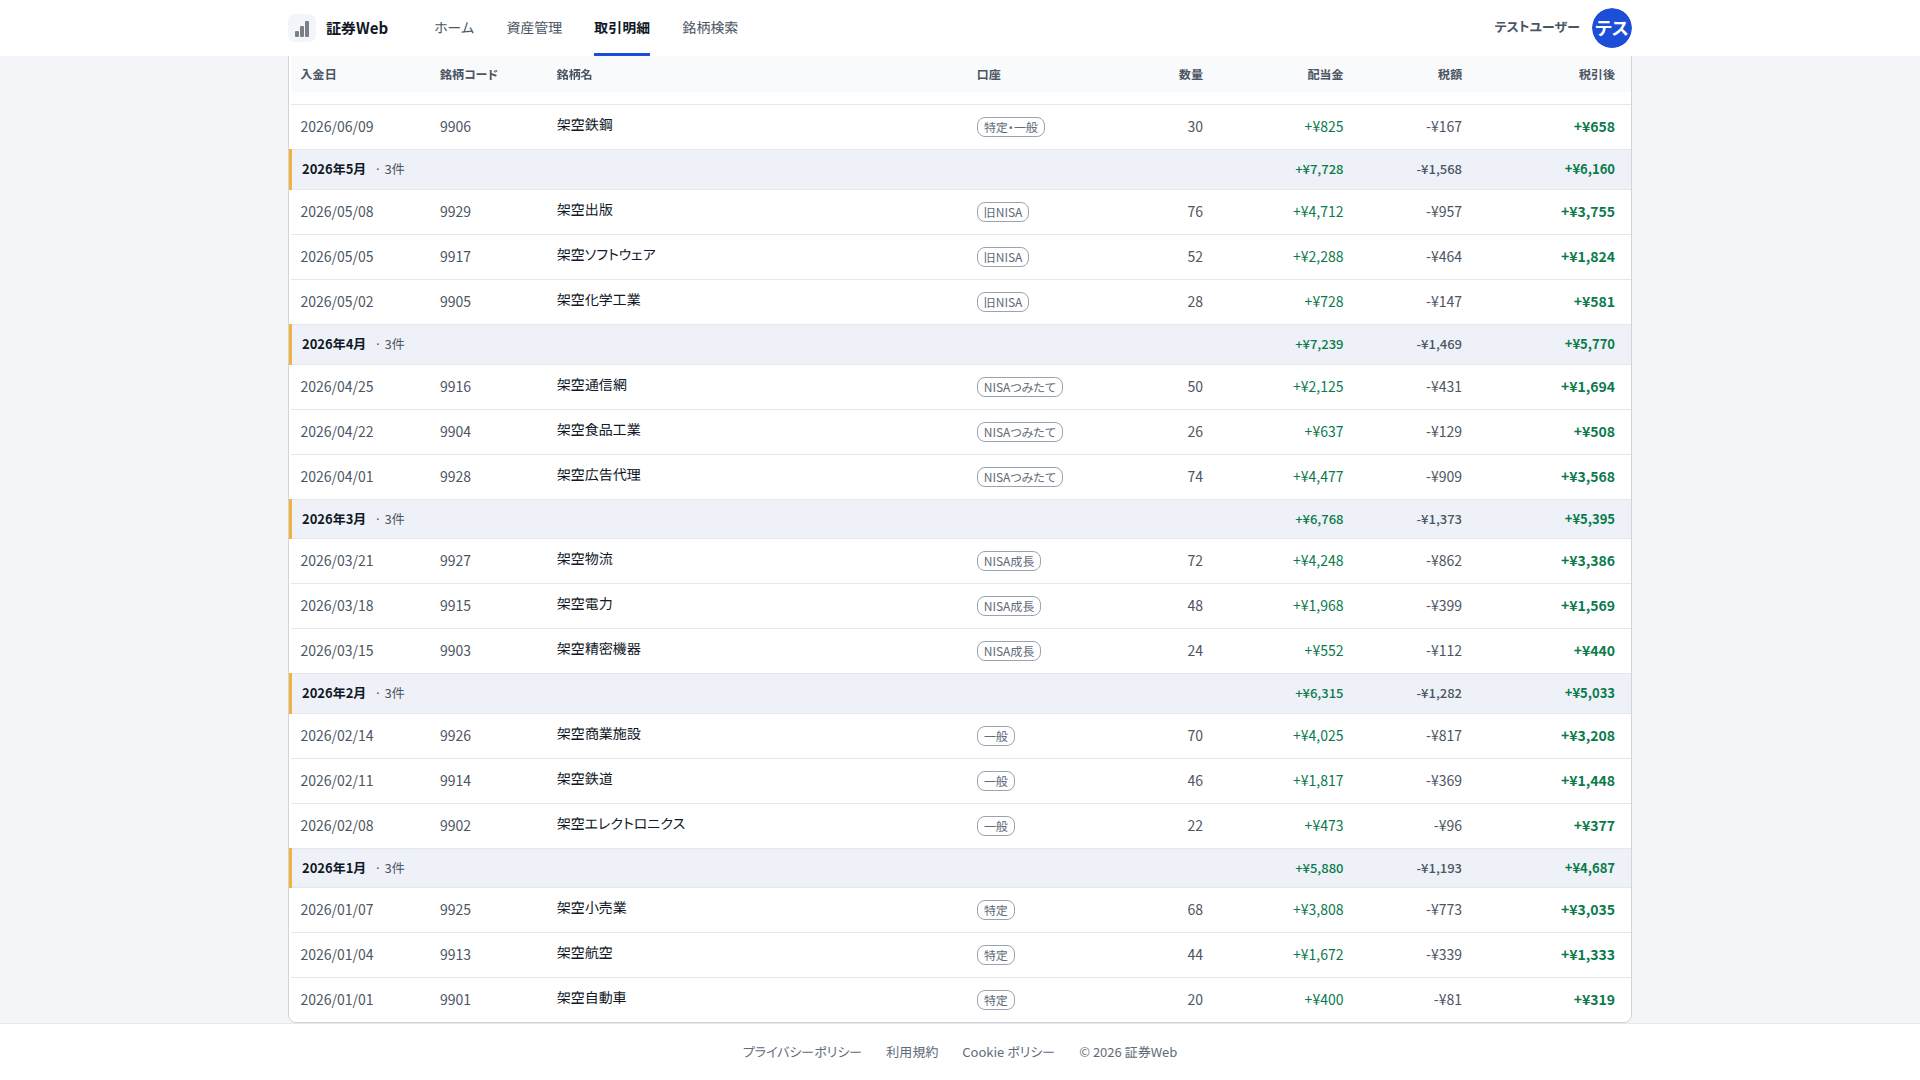 証券Web ホーム 資産管理 取引明細 銘柄検索 テストユーザー テス
入金日 銘柄コード 銘柄名 口座 数量 配当金 税額 税引後
2026/06/09 9906 架空鉄鋼 特定・一般 30 +¥825 -¥167 +¥658
2026年5月 · 3件 +¥7,728 -¥1,568 +¥6,160
2026/05/08 9929 架空出版 旧NISA 76 +¥4,712 -¥957 +¥3,755
2026/05/05 9917 架空ソフトウェア 旧NISA 52 +¥2,288 -¥464 +¥1,824
2026/05/02 9905 架空化学工業 旧NISA 28 +¥728 -¥147 +¥581
2026年4月 · 3件 +¥7,239 -¥1,469 +¥5,770
2026/04/25 9916 架空通信網 NISAつみたて 50 +¥2,125 -¥431 +¥1,694
2026/04/22 9904 架空食品工業 NISAつみたて 26 +¥637 -¥129 +¥508
2026/04/01 9928 架空広告代理 NISAつみたて 74 +¥4,477 -¥909 +¥3,568
2026年3月 · 3件 +¥6,768 -¥1,373 +¥5,395
2026/03/21 9927 架空物流 NISA成長 72 +¥4,248 -¥862 +¥3,386
2026/03/18 9915 架空電力 NISA成長 48 +¥1,968 -¥399 +¥1,569
2026/03/15 9903 架空精密機器 NISA成長 24 +¥552 -¥112 +¥440
2026年2月 · 3件 +¥6,315 -¥1,282 +¥5,033
2026/02/14 9926 架空商業施設 一般 70 +¥4,025 -¥817 +¥3,208
2026/02/11 9914 架空鉄道 一般 46 +¥1,817 -¥369 +¥1,448
2026/02/08 9902 架空エレクトロニクス 一般 22 +¥473 -¥96 +¥377
2026年1月 · 3件 +¥5,880 -¥1,193 +¥4,687
2026/01/07 9925 架空小売業 特定 68 +¥3,808 -¥773 +¥3,035
2026/01/04 9913 架空航空 特定 44 +¥1,672 -¥339 +¥1,333
2026/01/01 9901 架空自動車 特定 20 +¥400 -¥81 +¥319
プライバシーポリシー 利用規約 Cookie ポリシー © 2026 証券Web